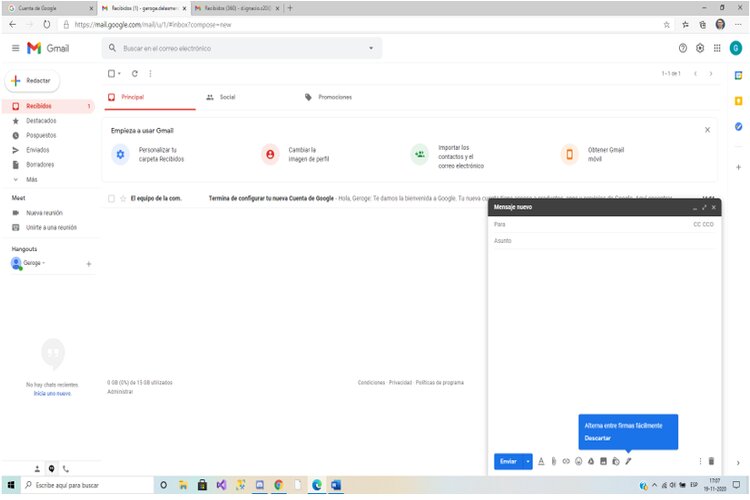 Cuenta de Google
Recibidos (1) - geroge.delasmer
Recibidos (360) - d.ignacio.r20@
https://mail.google.com/mail/u/1/#inbox?compose=new
Gmail
Buscar en el correo electrónico
G
Redactar
1-1 de 1
Recibidos 1
Destacados
Pospuestos
Enviados
Borradores
Más
Principal
Social
Promociones
Empieza a usar Gmail
Personalizar tu
carpeta Recibidos
Cambiar la
imagen de perfil
Importar los
contactos y el
correo electrónico
Obtener Gmail
móvil
El equipo de la com. Termina de configurar tu nueva Cuenta de Google - Hola, Geroge: Te damos la bienvenida a Google. Tu nueva cuenta
Meet
Nueva reunión
Unirte a una reunión
Hangouts
Geroge
No hay chats recientes
Inicia uno nuevo
0 GB (0%) de 15 GB utilizados
Administrar
Condiciones · Privacidad · Políticas de programa
Mensaje nuevo
Para CC CCO
Asunto
Alterna entre firmas fácilmente
Descartar
Enviar
Escribe aquí para buscar
ESP
17:07
19-11-2020